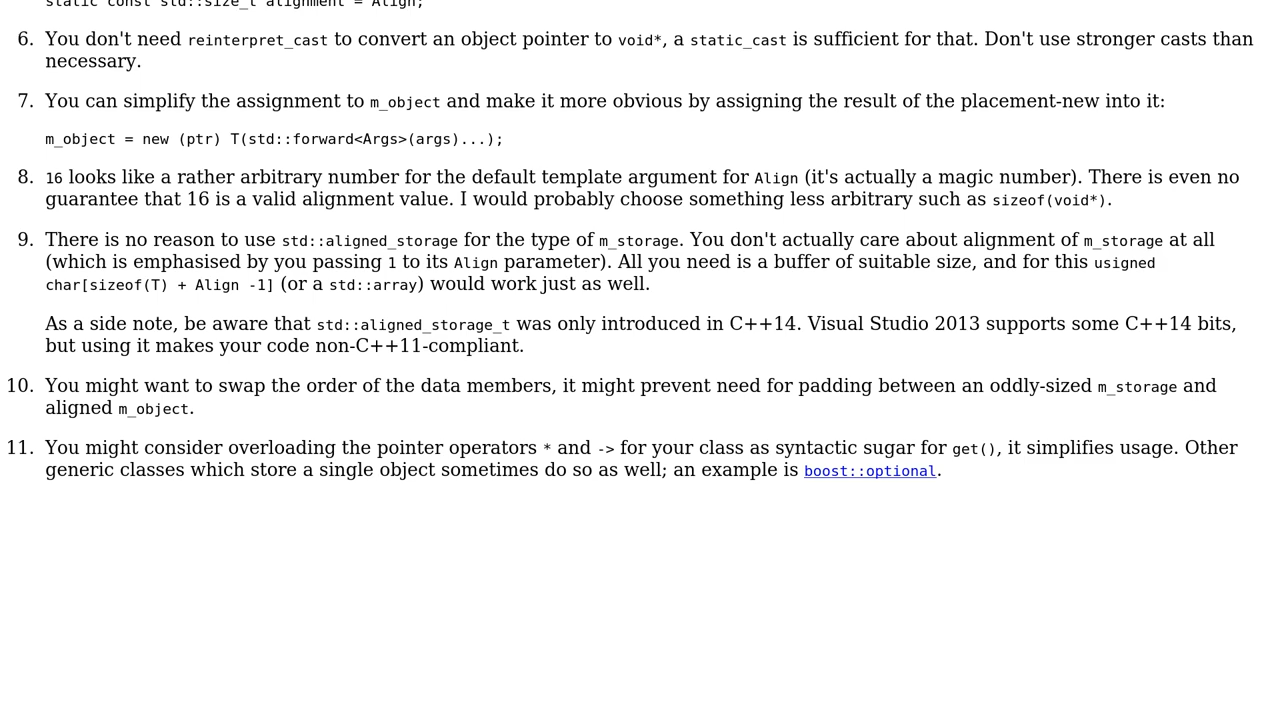 static const std::size_t alignment = Align;
6. You don't need reinterpret_cast to convert an object pointer to void*, a static_cast is sufficient for that. Don't use stronger casts than
necessary.
7. You can simplify the assignment to m_object and make it more obvious by assigning the result of the placement-new into it:
m_object = new (ptr) T(std::forward<Args>(args)...);
8. 16 looks like a rather arbitrary number for the default template argument for Align (it's actually a magic number). There is even no
guarantee that 16 is a valid alignment value. I would probably choose something less arbitrary such as sizeof(void*).
9. There is no reason to use std::aligned_storage for the type of m_storage. You don't actually care about alignment of m_storage at all
(which is emphasised by you passing 1 to its Align parameter). All you need is a buffer of suitable size, and for this usigned
char[sizeof(T) + Align -1] (or a std::array) would work just as well.
As a side note, be aware that std::aligned_storage_t was only introduced in C++14. Visual Studio 2013 supports some C++14 bits,
but using it makes your code non-C++11-compliant.
10. You might want to swap the order of the data members, it might prevent need for padding between an oddly-sized m_storage and
aligned m_object.
11. You might consider overloading the pointer operators * and -> for your class as syntactic sugar for get(), it simplifies usage. Other
generic classes which store a single object sometimes do so as well; an example is boost::optional.